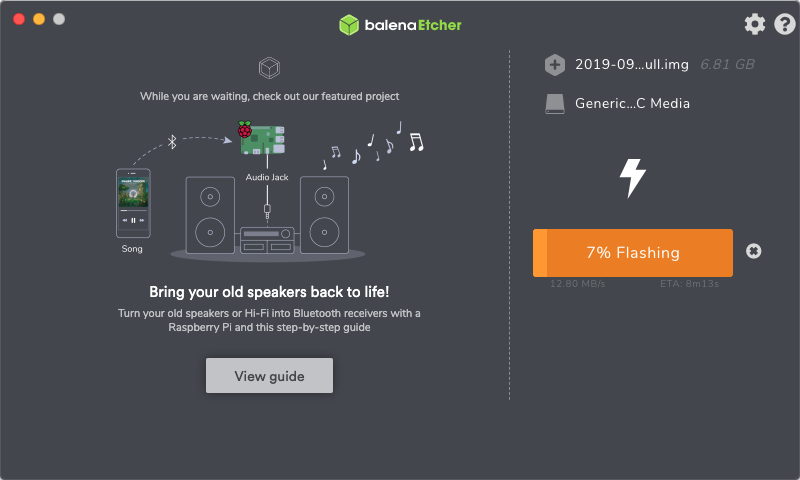 balenaEtcher
While you are waiting, check out our featured project
Audio Jack
Song
Bring your old speakers back to life!
Turn your old speakers or Hi-Fi into Bluetooth receivers with a
Raspberry Pi and this step-by-step guide
View guide
2019-09...ull.img 6.81 GB
Generic...C Media
7% Flashing
12.80 MB/s ETA: 8m13s